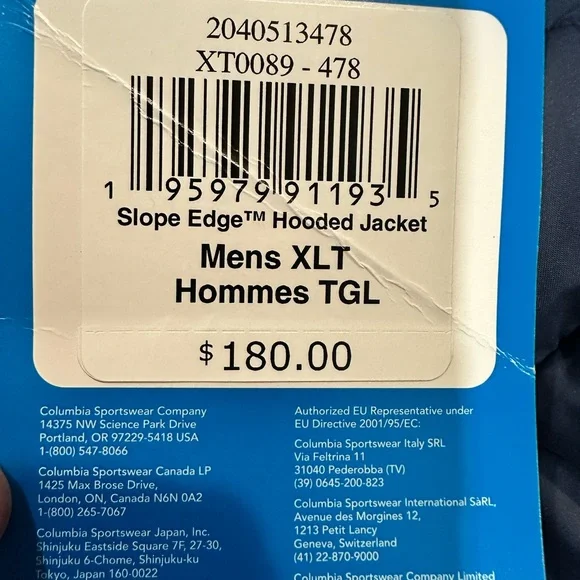 2040513478
XT0089 - 478
1 95979 91193 5
Slope Edge™ Hooded Jacket
Mens XLT
Hommes TGL
$180.00
Columbia Sportswear Company
14375 NW Science Park Drive
Portland, OR 97229-5418 USA
1-(800) 547-8066
Columbia Sportswear Canada LP
1425 Max Brose Drive,
London, ON, Canada N6N 0A2
1-(800) 265-7067
Columbia Sportswear Japan, Inc.
Shinjuku Eastside Square 7F, 27-30,
Shinjuku 6-Chome, Shinjuku-ku
Tokyo, Japan 160-0022
Authorized EU Representative under
EU Directive 2001/95/EC:
Columbia Sportswear Italy SRL
Via Feltrina 11
31040 Pederobba (TV)
(39) 0645-200-823
Columbia Sportswear International SàRL,
Avenue des Morgines 12,
1213 Petit Lancy
Geneva, Switzerland
(41) 22-870-9000
Columbia Sportswear Company Limited